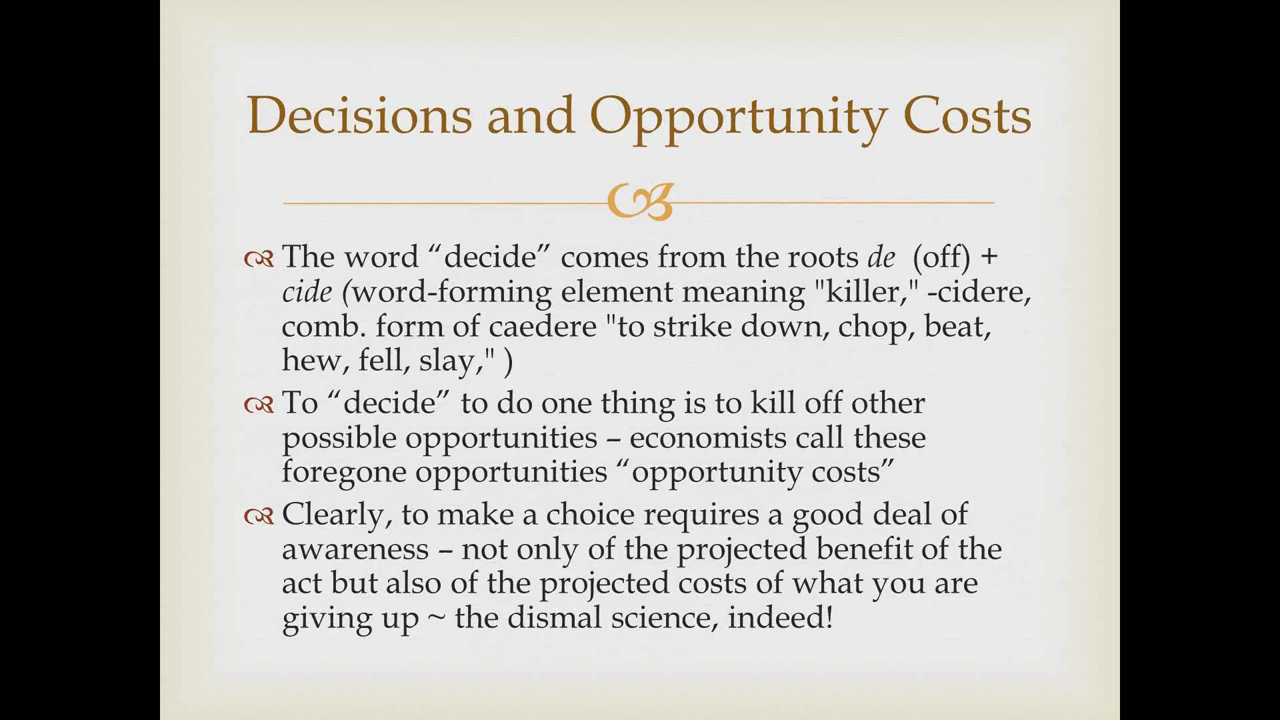 Decisions and Opportunity Costs
The word “decide” comes from the roots de (off) +
cide (word-forming element meaning "killer," -cidere,
comb. form of caedere "to strike down, chop, beat,
hew, fell, slay," )
To “decide” to do one thing is to kill off other
possible opportunities – economists call these
foregone opportunities “opportunity costs”
Clearly, to make a choice requires a good deal of
awareness – not only of the projected benefit of the
act but also of the projected costs of what you are
giving up ~ the dismal science, indeed!